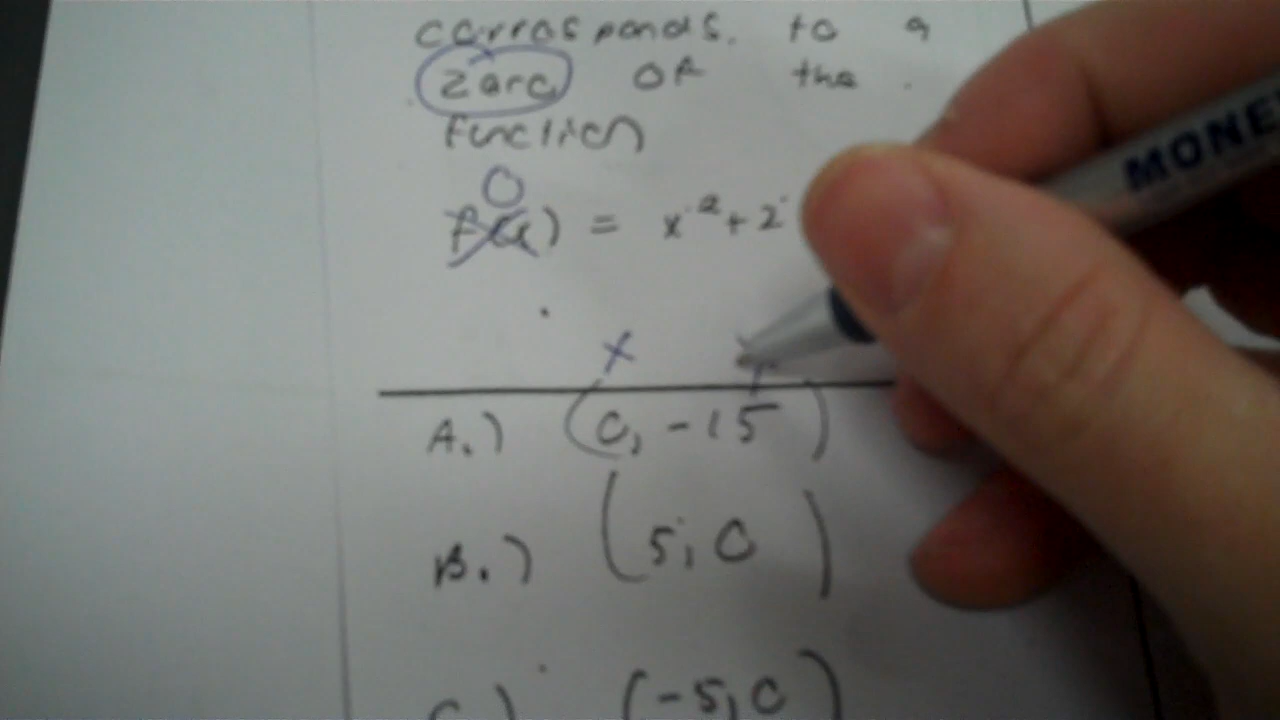 corresponds. to a
zero of the
function
0
f(x) = x² + 2
x y
A.) (0, -15)
B.) (5, 0)
C.) (-5, 0)
MONE